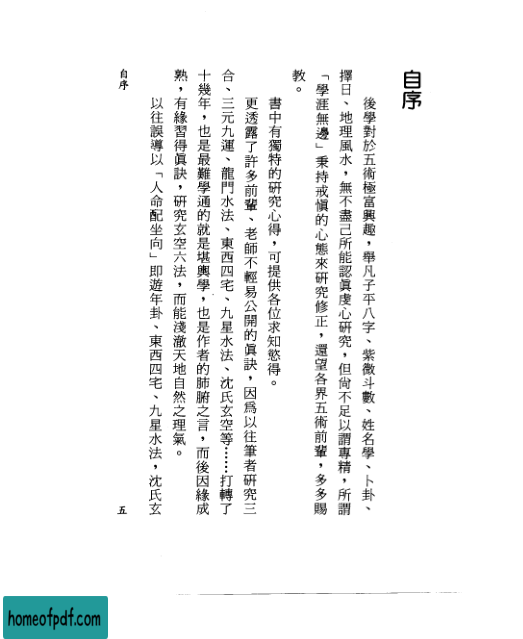 自序
後學對於五術極富興趣，舉凡子平八字、紫微斗數、姓名學、卜卦、
擇日、地理風水，無不盡己所能認眞虛心研究，但尙不足以謂專精，所謂
「學涯無邊」秉持戒愼的心態來硏究修正，還望各界五術前輩，多多賜
教。
書中有獨特的硏究心得，可提供各位求知慾得。
更透露了許多前輩、老師不輕易公開的眞訣，因爲以往筆者硏究三
合、三元九運、龍門水法、東西四宅、九星水法、沈氏玄空等……打轉了
十幾年，也是最難學通的就是堪輿學，也是作者的肺腑之言，而後因緣成
熟，有緣習得眞訣，硏究玄空六法，而能淺澈天地自然之理氣。
以往誤導以「人命配坐向」即遊年卦、東西四宅、九星水法，沈氏玄
自序
五
homeofpdf.com